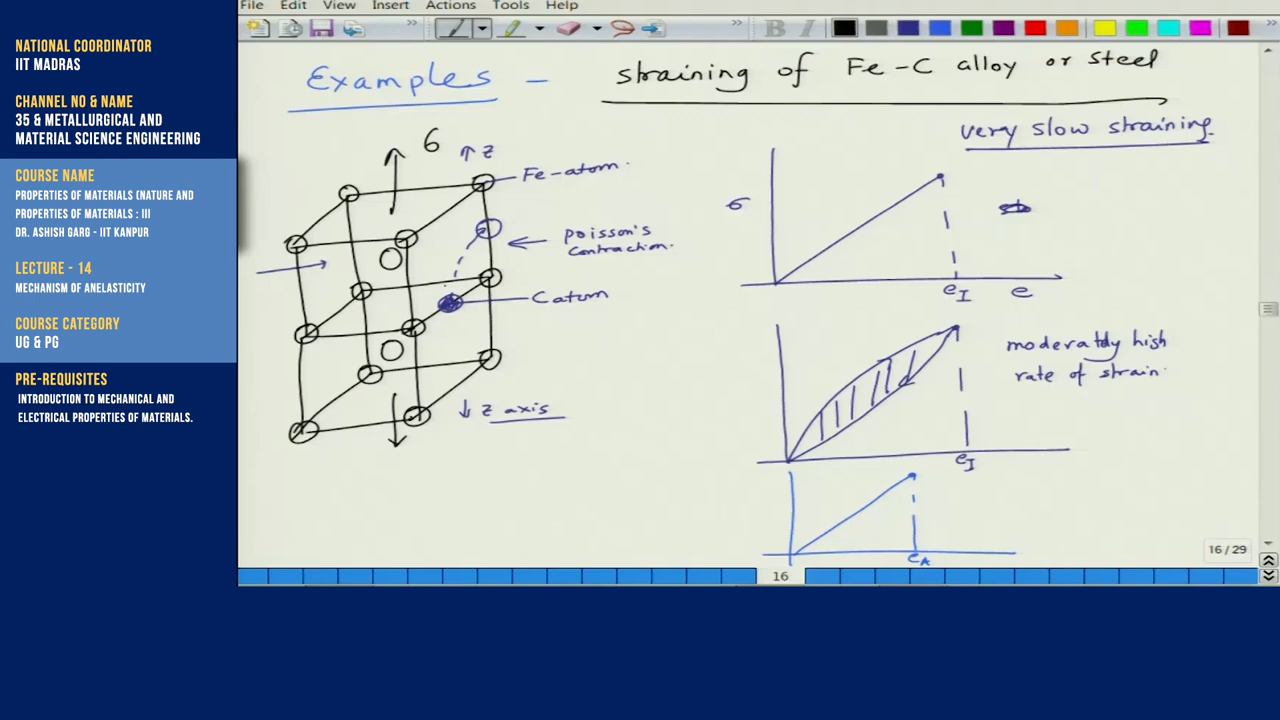 NATIONAL COORDINATOR
IIT MADRAS
CHANNEL NO & NAME
35 & METALLURGICAL AND
MATERIAL SCIENCE ENGINEERING
COURSE NAME
PROPERTIES OF MATERIALS (NATURE AND
PROPERTIES OF MATERIALS : III
DR. ASHISH GARG - IIT KANPUR
LECTURE - 14
MECHANISM OF ANELASTICITY
COURSE CATEGORY
UG & PG
PRE-REQUISITES
INTRODUCTION TO MECHANICAL AND
ELECTRICAL PROPERTIES OF MATERIALS.
File Edit View Insert Actions Tools Help
B I
Examples - straining of Fe-C alloy or steel
very slow straining.
σ
↑ z
Fe-atom.
Poisson's
contraction.
C atom
↓ z axis
σ
e_I e
moderately high
rate of strain.
e_I
e_A
16 / 29
16